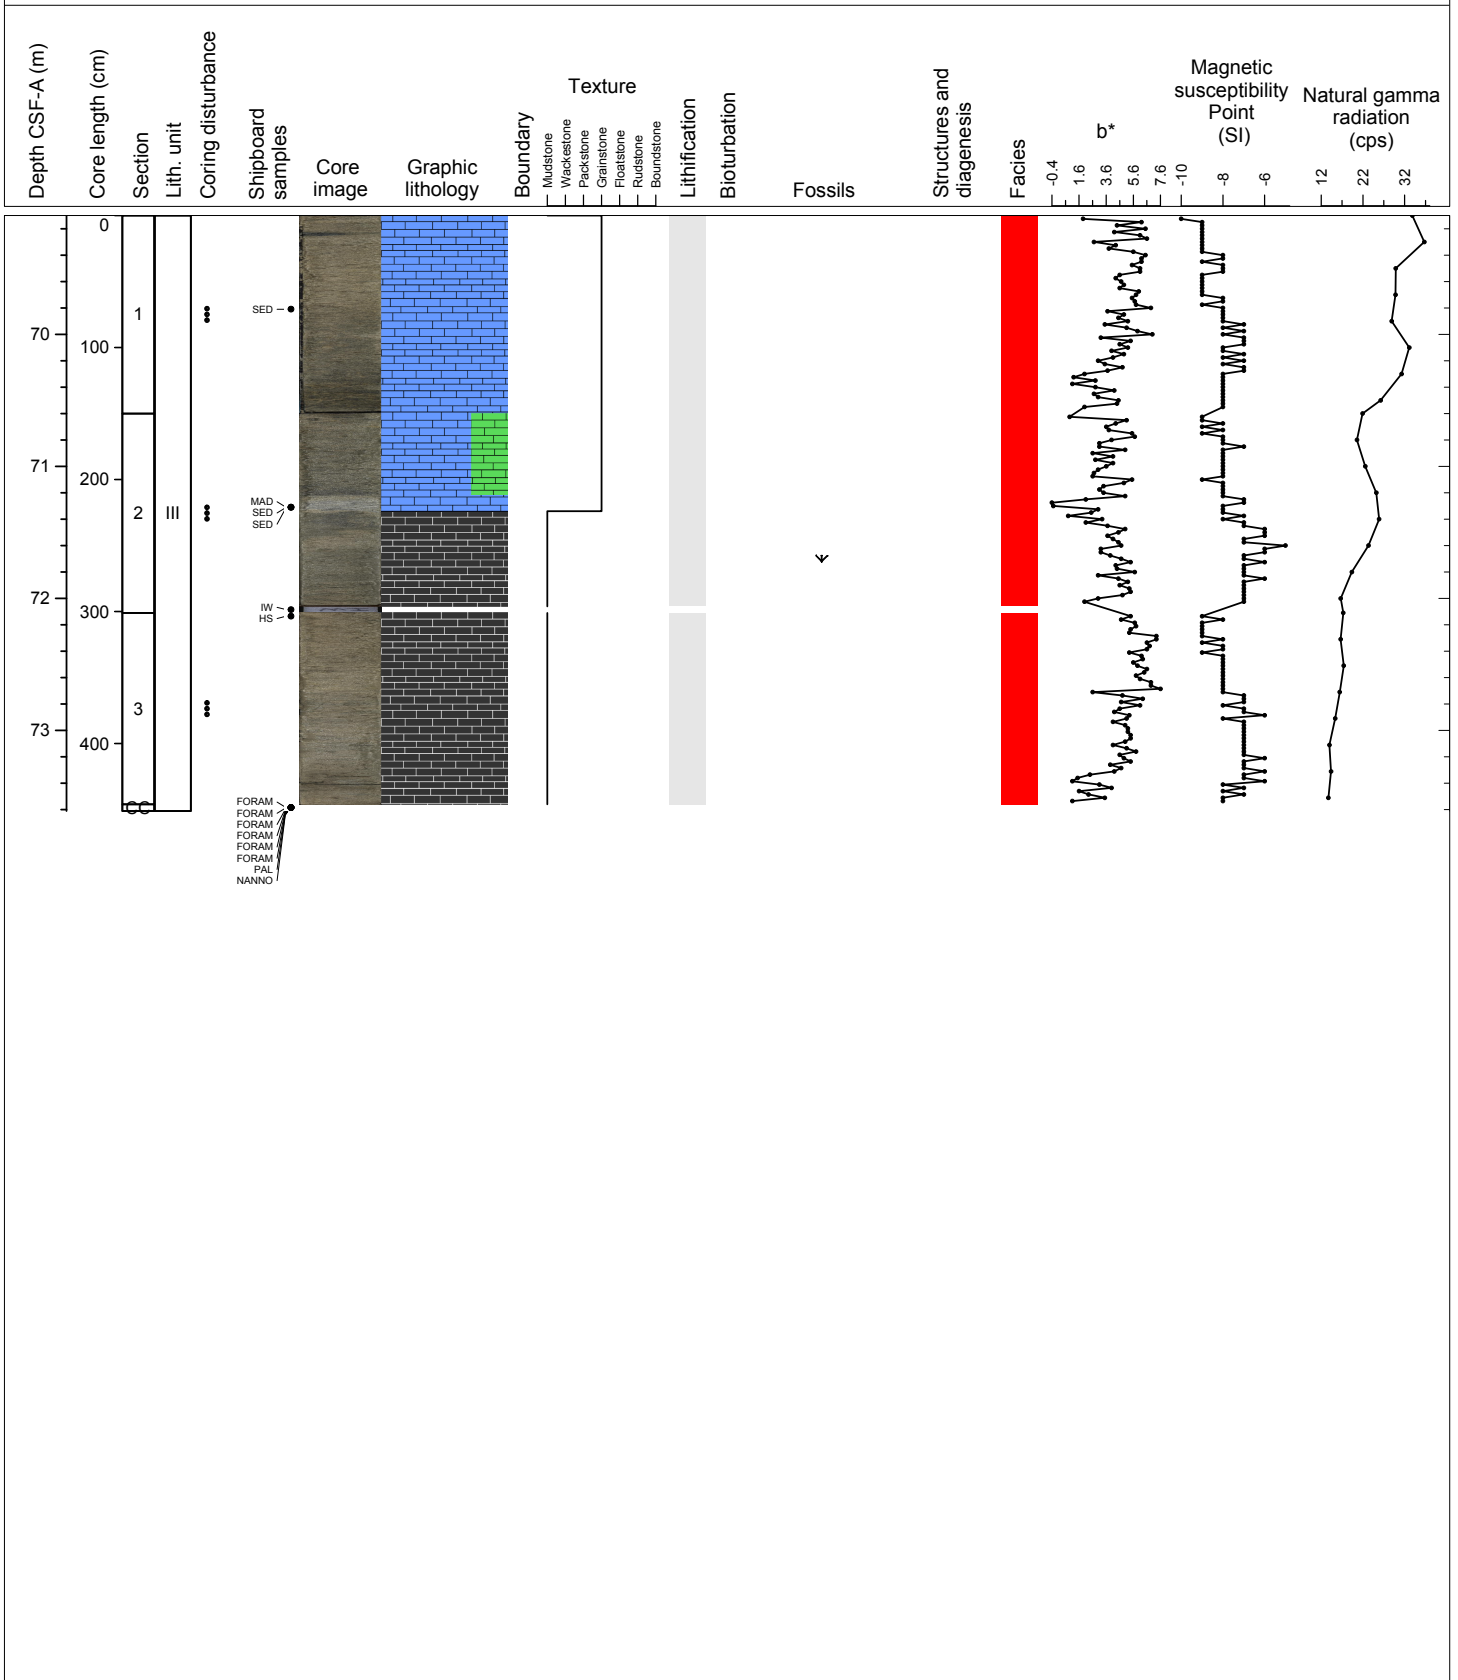 Depth CSF-A (m)
Core length (cm)
Section
Lith. unit
Coring disturbance
Shipboard
samples
Core
image
Graphic
lithology
Boundary
Texture
Mudstone
Wackestone
Packstone
Grainstone
Floatstone
Rudstone
Boundstone
Lithification
Bioturbation
Fossils
Structures and
diagenesis
Facies
b*
-0.4 1.6 3.6 5.6 7.6
Magnetic
susceptibility
Point
(SI)
-10 -8 -6
Natural gamma
radiation
(cps)
12 22 32
0
1
SED
70
100
71
200
MAD
2
III
SED
SED
72
IW
300
HS
3
73
400
CC
FORAM
FORAM
FORAM
FORAM
FORAM
FORAM
PAL
NANNO